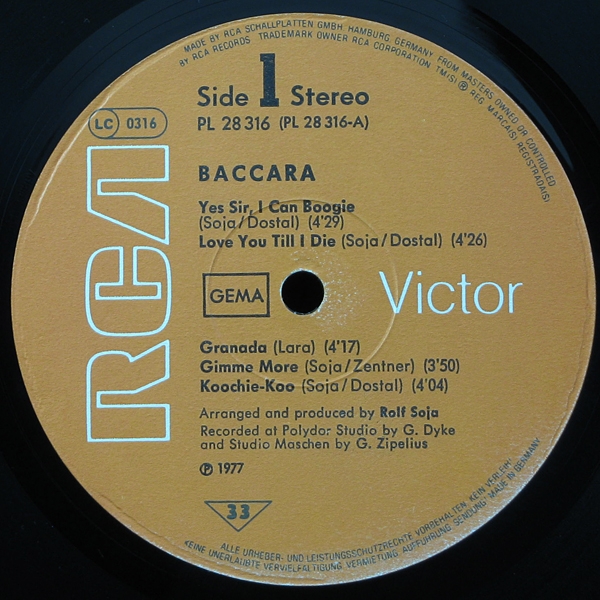 MADE BY RCA SCHALLPLATTEN GMBH, HAMBURG, GERMANY, FROM MASTERS OWNED OR CONTROLLED
BY RCA RECORDS TRADEMARK OWNER RCA CORPORATION TM(S) ® REG. MARCA(S) REGISTRADA(S)
Side 1 Stereo
PL 28 316 (PL 28 316-A)
LC 0316
RCA
BACCARA
Yes Sir, I Can Boogie
(Soja/Dostal) (4'29)
Love You Till I Die (Soja/Dostal) (4'26)
GEMA
Victor
Granada (Lara) (4'17)
Gimme More (Soja/Zentner) (3'50)
Koochie-Koo (Soja/Dostal) (4'04)
Arranged and produced by Rolf Soja
Recorded at Polydor Studio by G. Dyke
and Studio Maschen by G. Zipelius
℗ 1977
33
ALLE URHEBER- UND LEISTUNGSSCHUTZRECHTE VORBEHALTEN. KEIN VERLEIH!
KEINE UNERLAUBTE VERVIELFÄLTIGUNG, VERMIETUNG, AUFFÜHRUNG, SENDUNG. MADE IN GERMANY